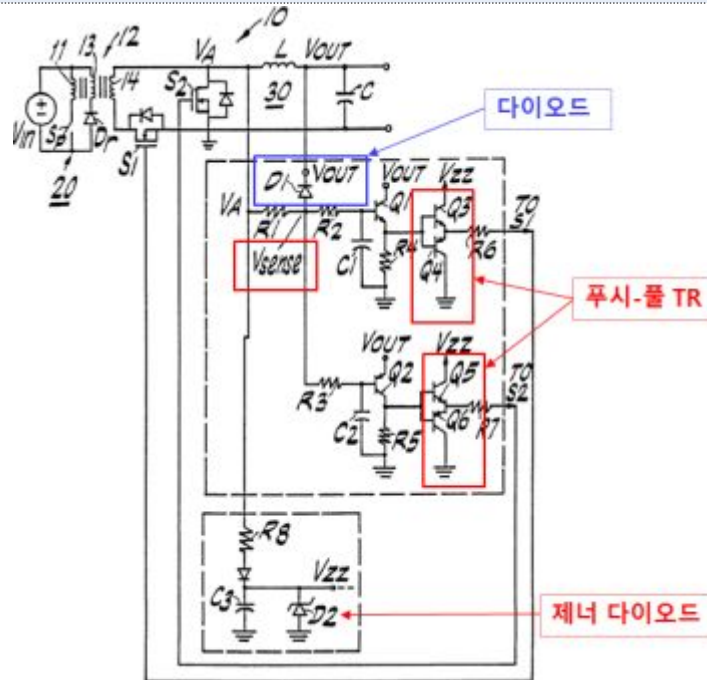 10
11 13 12
VA L VOUT
14 S2 30 C
Vin SB Dr S1
20
다이오드
D1 VOUT VOUT VZZ
VA Q1 Q3 TO S1
R1 R2 R4 R6
Vsense C1 Q4
푸시-풀 TR
VOUT VZZ
Q2 Q5 TO S2
R3 Q6 R7
C2 R5
R8
VZZ
C3 D2
제너 다이오드